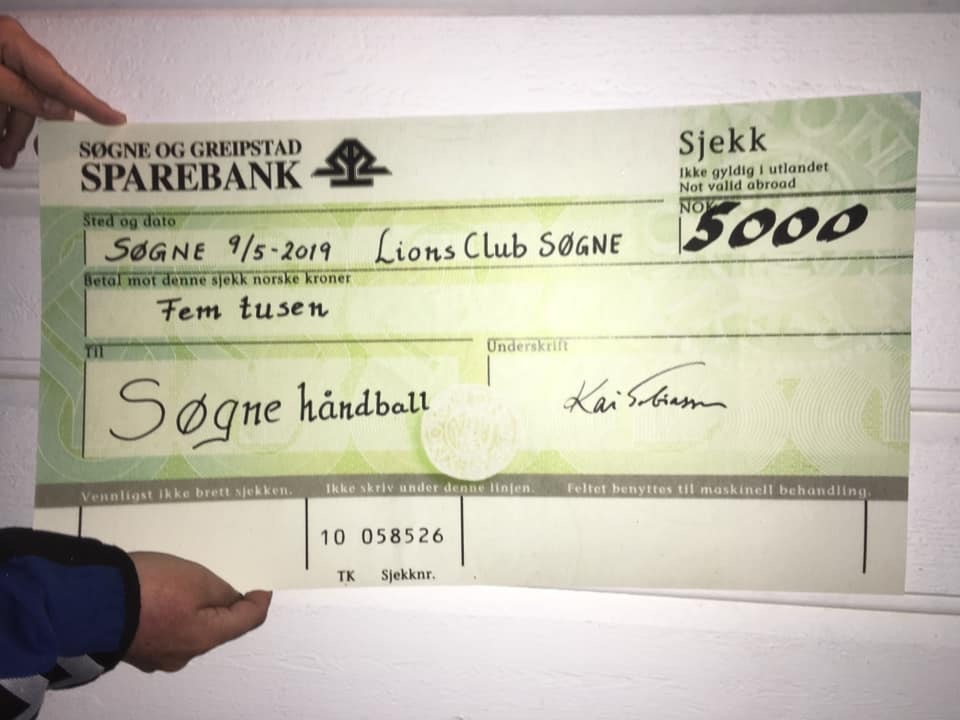 SØGNE OG GREIPSTAD
SPAREBANK
Sjekk
Ikke gyldig i utlandet
Not valid abroad
NOK
5000
Sted og dato
SØGNE 9/5-2019 Lions Club SØGNE
Betal mot denne sjekk norske kroner
Fem tusen
Til
Underskrift
Søgne håndball
Kai
Vennligst ikke brett sjekken. Ikke skriv under denne linjen. Feltet benyttes til maskinell behandling.
10 058526
TK Sjekknr.